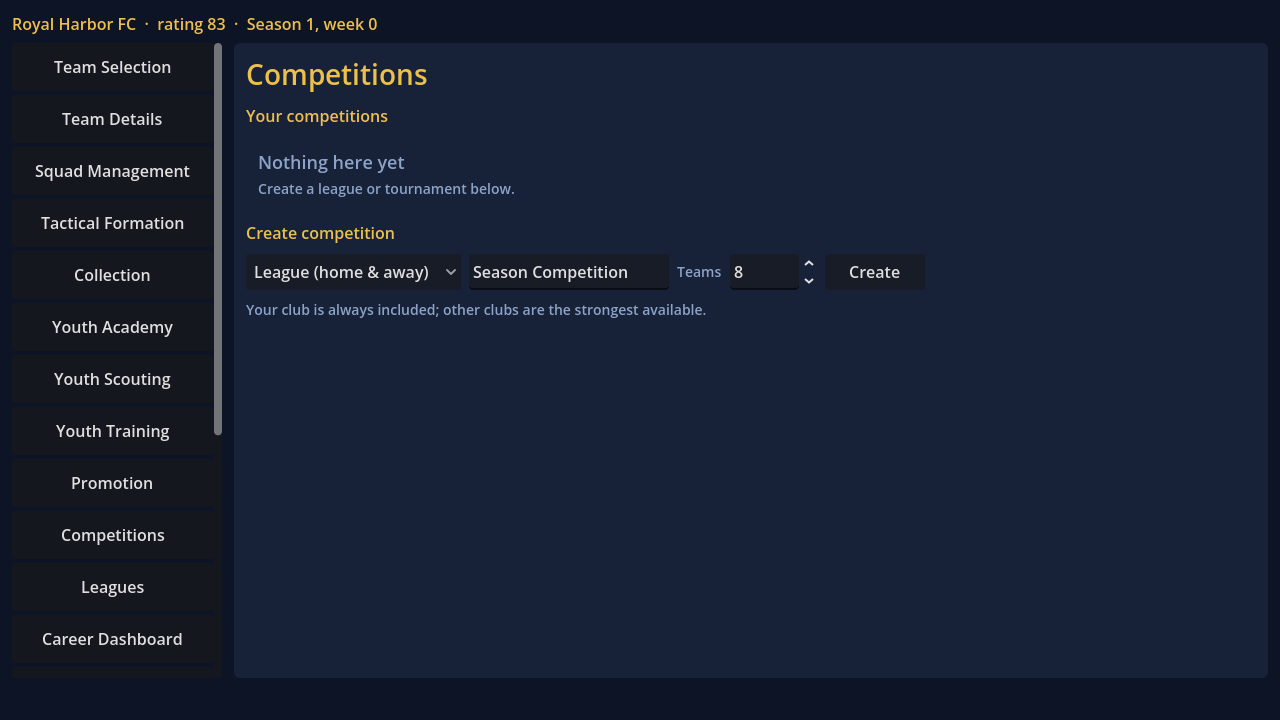 Royal Harbor FC · rating 83 · Season 1, week 0
Team Selection
Team Details
Squad Management
Tactical Formation
Collection
Youth Academy
Youth Scouting
Youth Training
Promotion
Competitions
Leagues
Career Dashboard
Competitions
Your competitions
Nothing here yet
Create a league or tournament below.
Create competition
League (home & away) Season Competition Teams 8 Create
Your club is always included; other clubs are the strongest available.